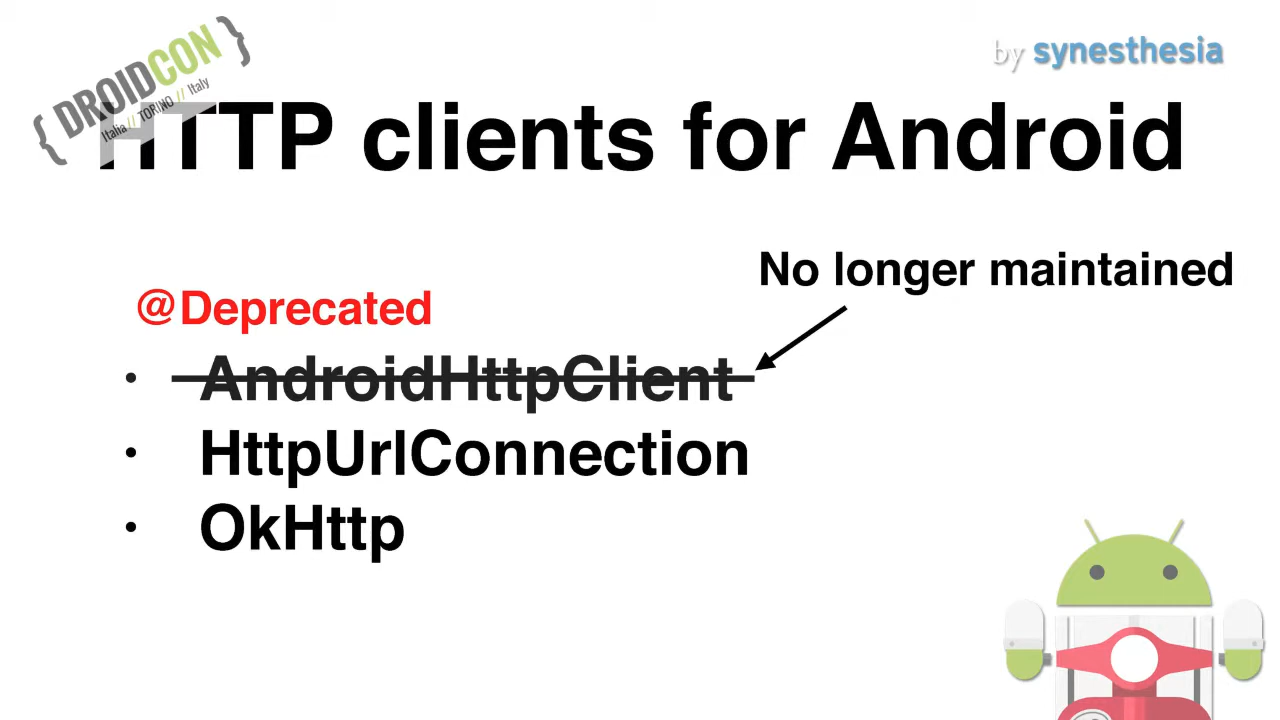 { DROIDCON }
Italia // TORINO // Italy
by synesthesia
HTTP clients for Android
No longer maintained
@Deprecated
• AndroidHttpClient
• HttpUrlConnection
• OkHttp